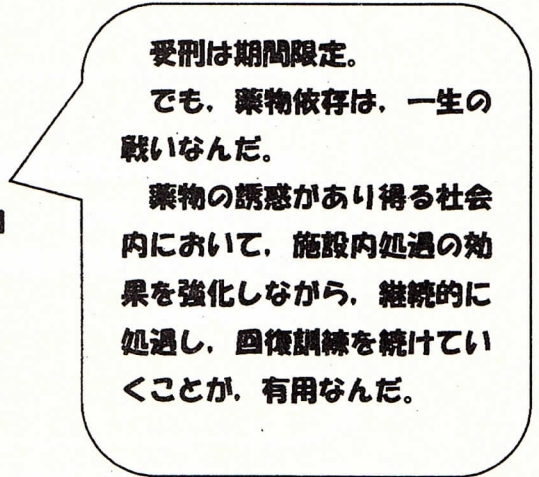 受刑は期間限定。
でも，薬物依存は，一生の
戦いなんだ。
薬物の誘惑があり得る社会
内において，施設内処遇の効
果を強化しながら，継続的に
処遇し，回復訓練を続けてい
くことが，有用なんだ。